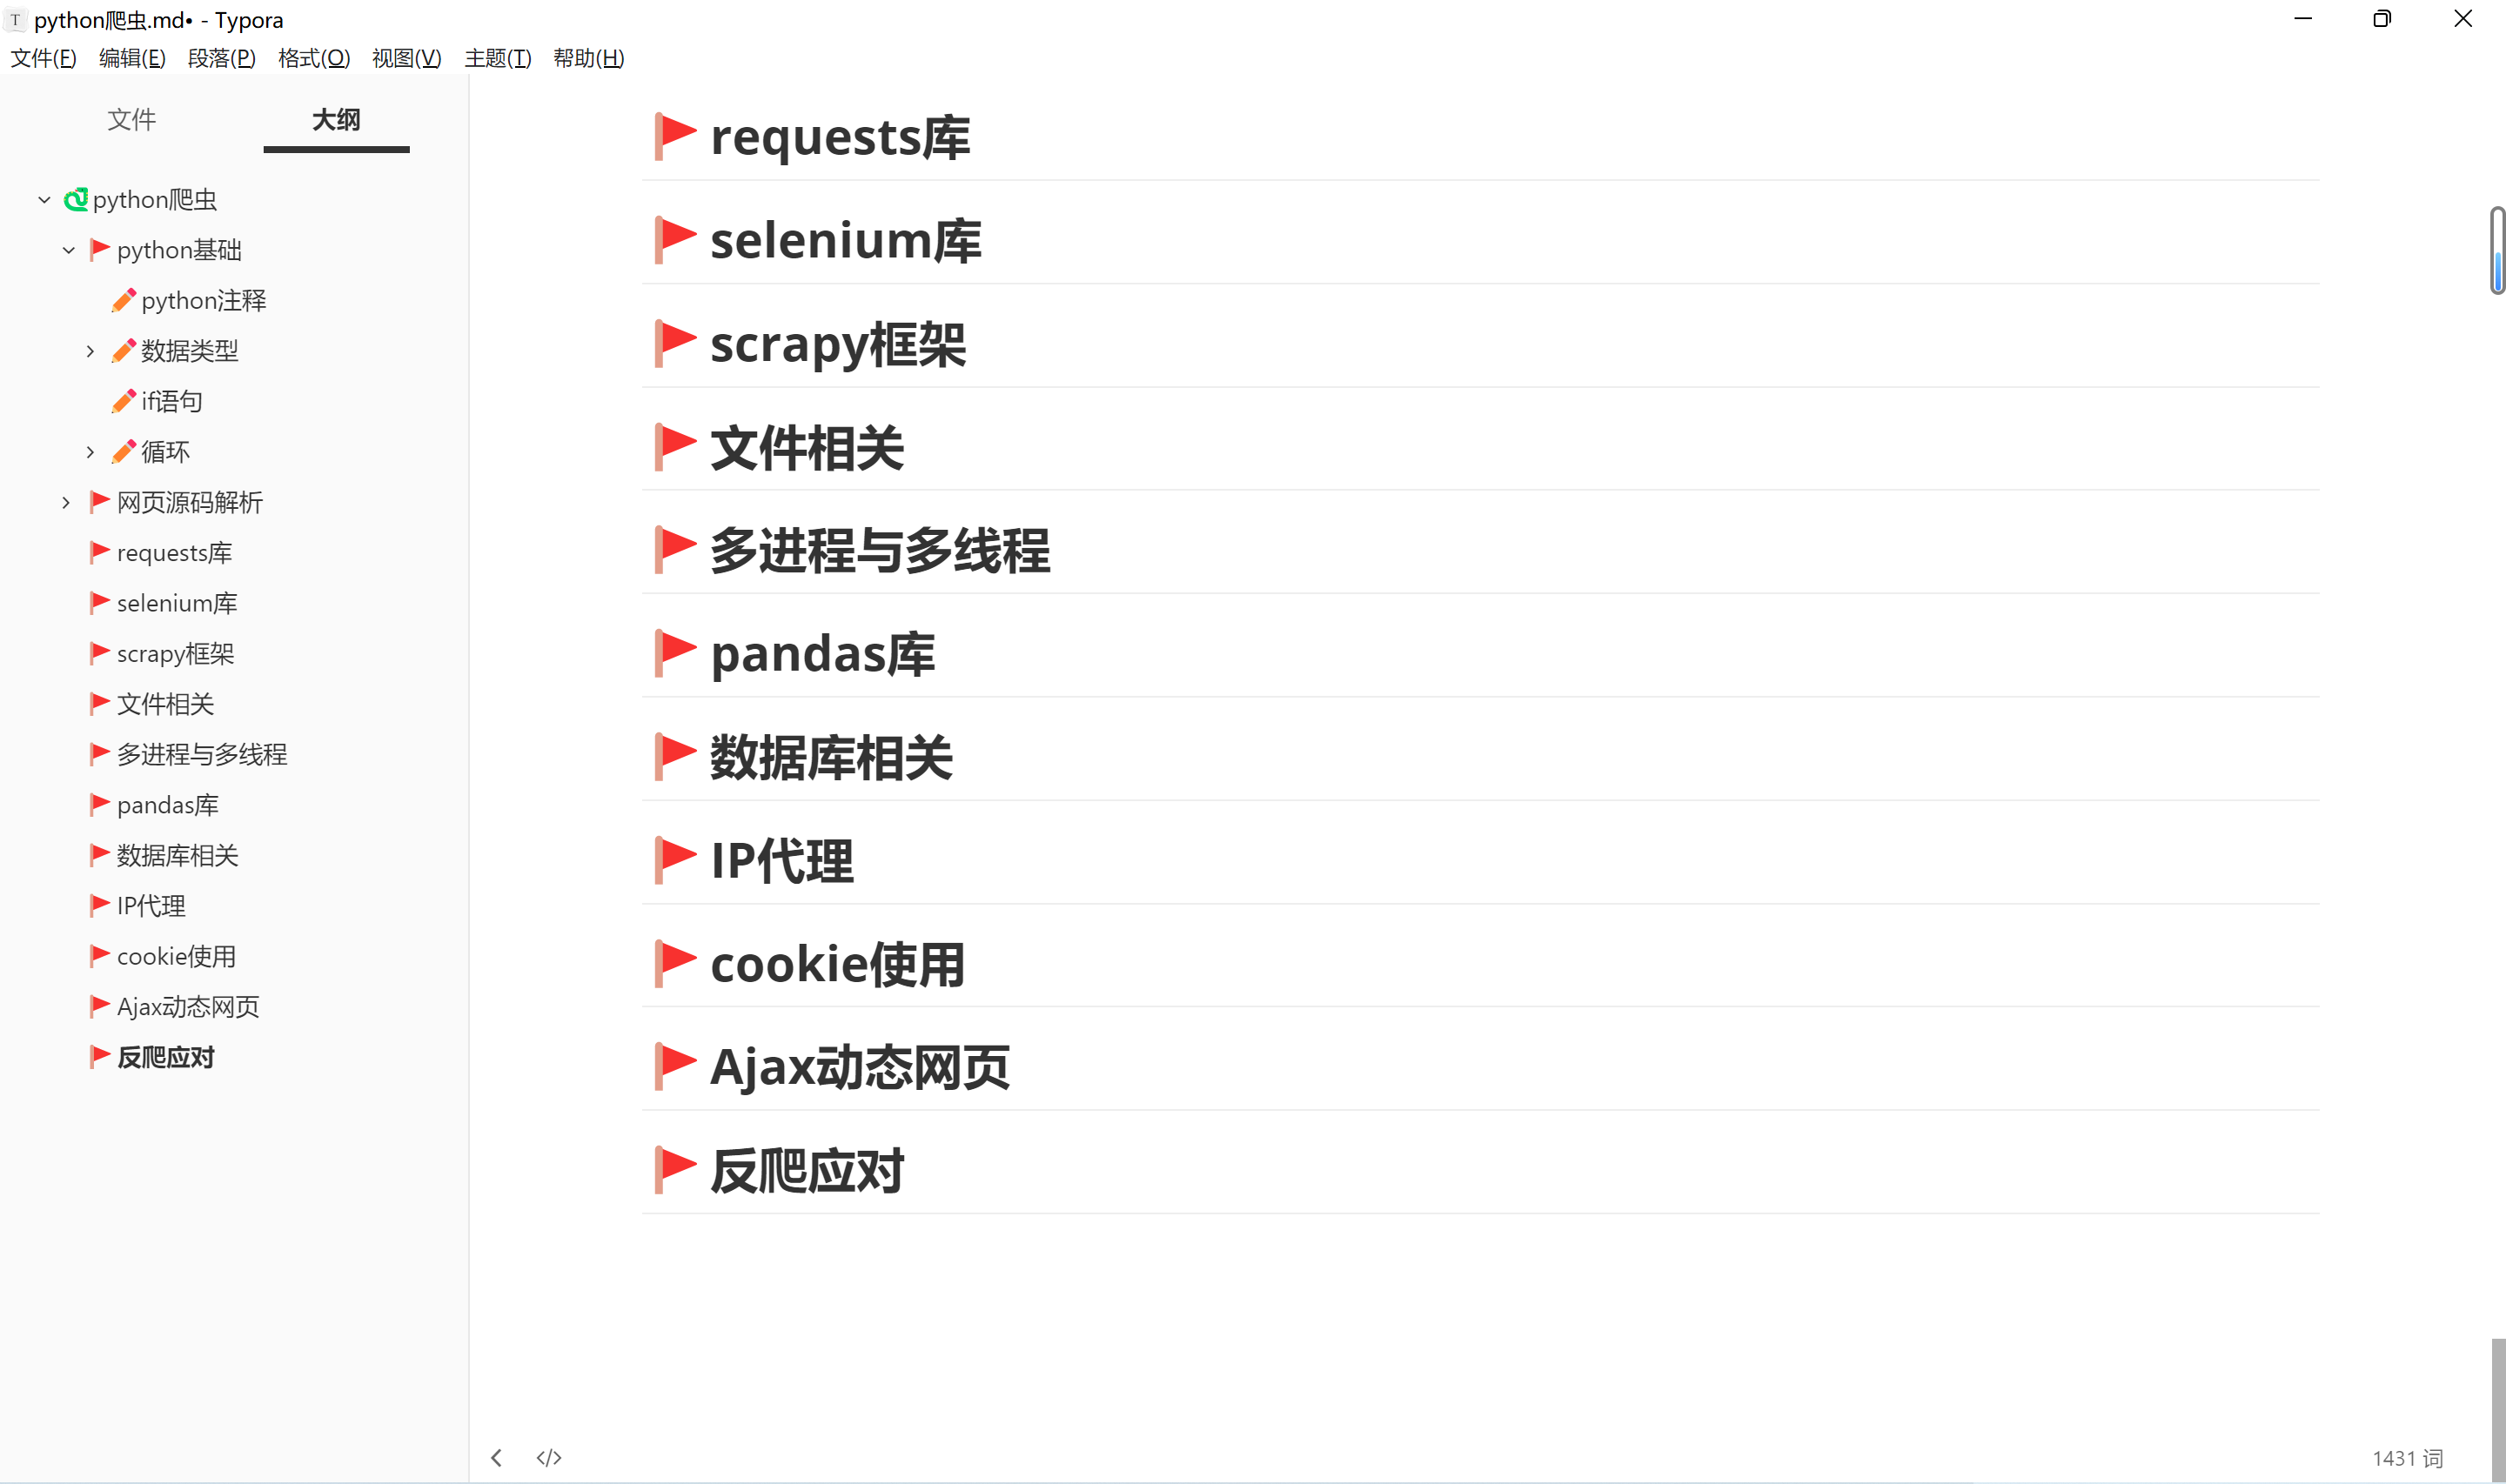 python爬虫.md• - Typora
文件(F) 编辑(E) 段落(P) 格式(O) 视图(V) 主题(T) 帮助(H)
文件 大纲
python爬虫
python基础
python注释
数据类型
if语句
循环
网页源码解析
requests库
selenium库
scrapy框架
文件相关
多进程与多线程
pandas库
数据库相关
IP代理
cookie使用
Ajax动态网页
反爬应对
requests库
selenium库
scrapy框架
文件相关
多进程与多线程
pandas库
数据库相关
IP代理
cookie使用
Ajax动态网页
反爬应对
1431 词